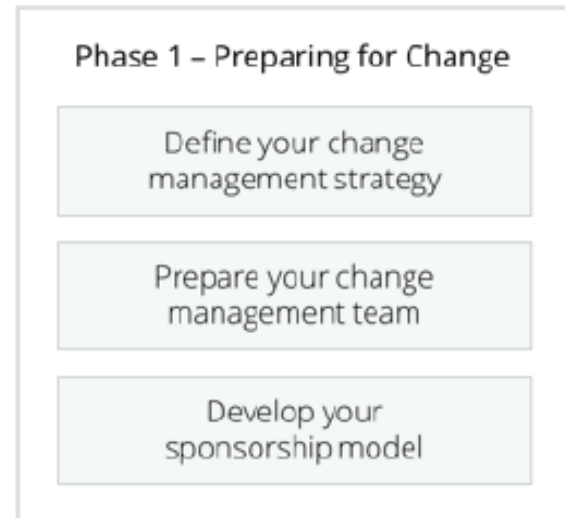 Phase 1 – Preparing for Change
Define your change
management strategy
Prepare your change
management team
Develop your
sponsorship model